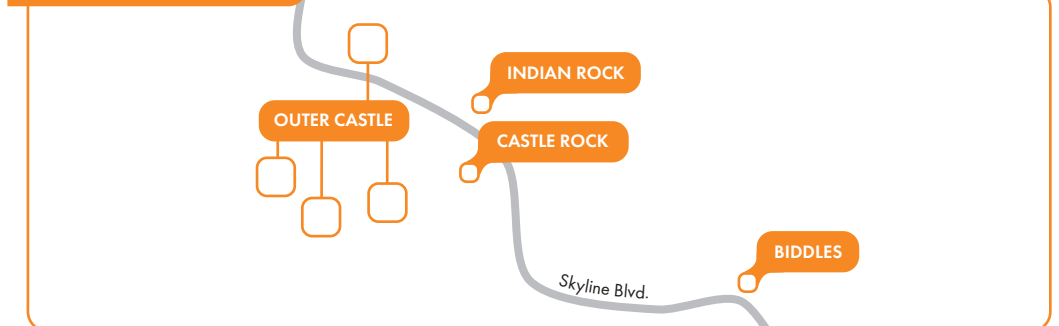 INDIAN ROCK
OUTER CASTLE
CASTLE ROCK
BIDDLES
Skyline Blvd.